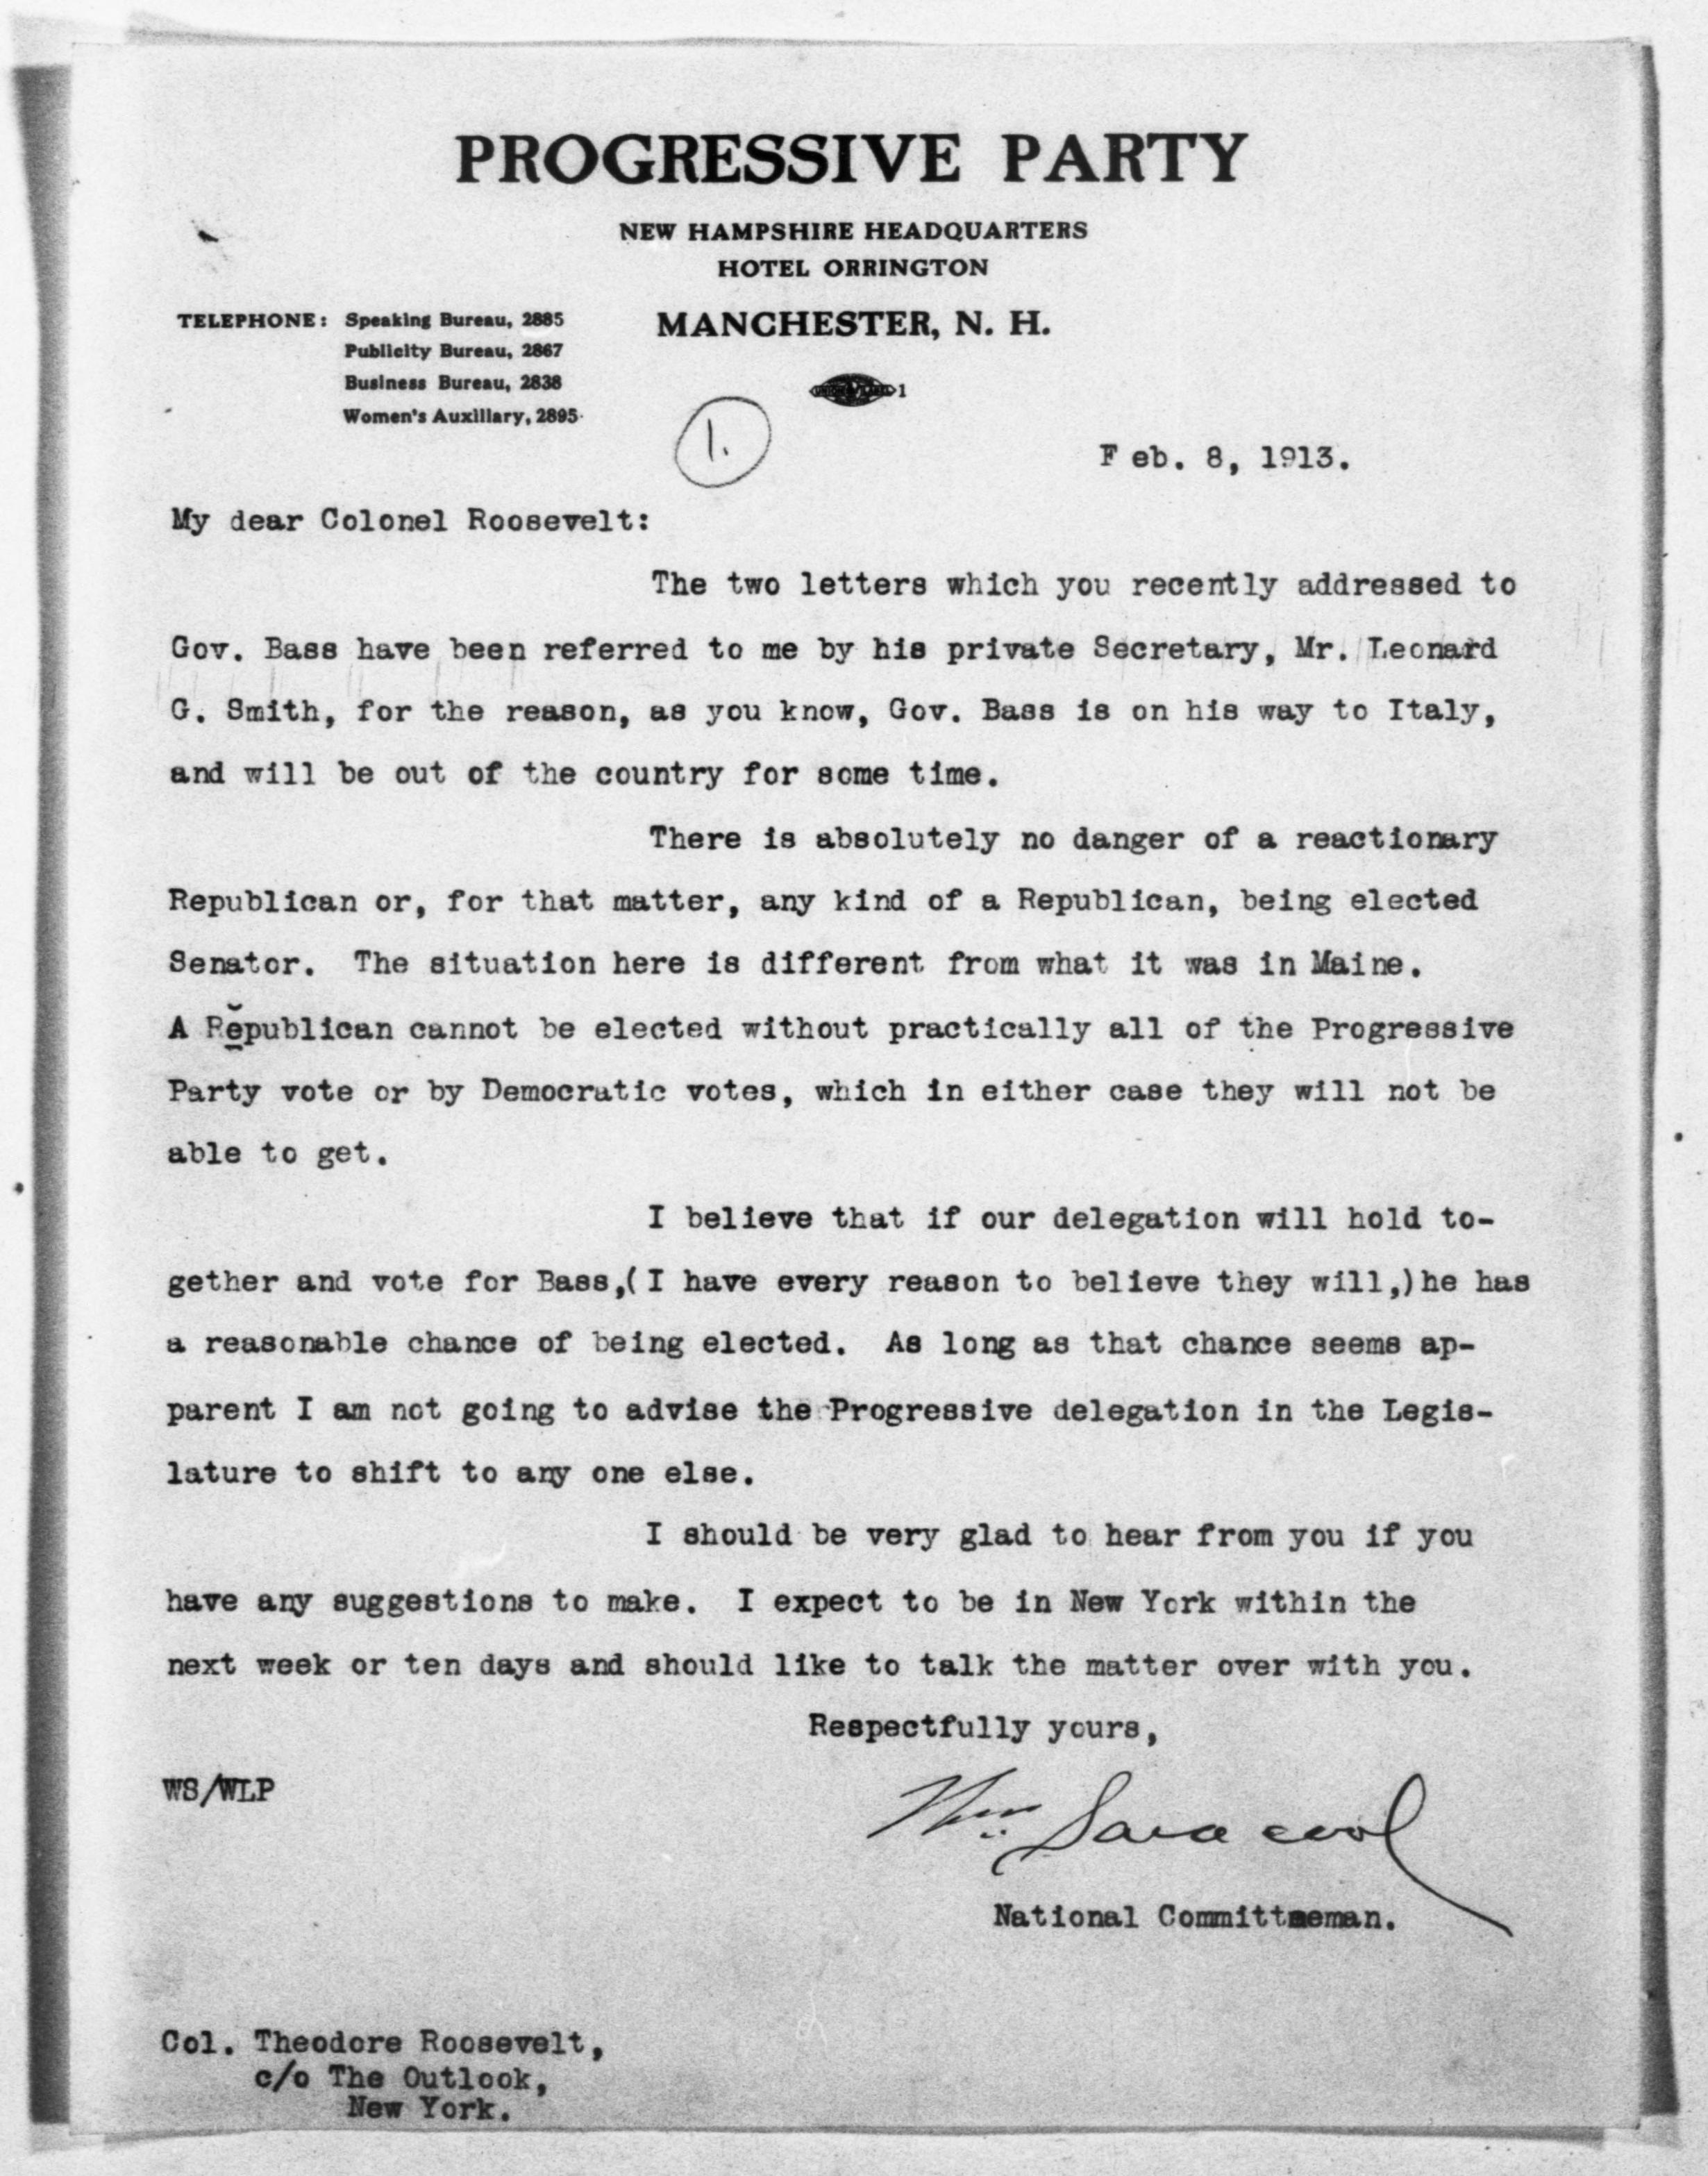 PROGRESSIVE PARTY
NEW HAMPSHIRE HEADQUARTERS
HOTEL ORRINGTON
MANCHESTER, N. H.
TELEPHONE: Speaking Bureau, 2885
Publicity Bureau, 2867
Business Bureau, 2838
Women's Auxiliary, 2895
1
1.
Feb. 8, 1913.
My dear Colonel Roosevelt:
The two letters which you recently addressed to
Gov. Bass have been referred to me by his private Secretary, Mr. Leonard
G. Smith, for the reason, as you know, Gov. Bass is on his way to Italy,
and will be out of the country for some time.
There is absolutely no danger of a reactionary
Republican or, for that matter, any kind of a Republican, being elected
Senator. The situation here is different from what it was in Maine.
A Republican cannot be elected without practically all of the Progressive
Party vote or by Democratic votes, which in either case they will not be
able to get.
I believe that if our delegation will hold to-
gether and vote for Bass,(I have every reason to believe they will,)he has
a reasonable chance of being elected. As long as that chance seems ap-
parent I am not going to advise the Progressive delegation in the Legis-
lature to shift to any one else.
I should be very glad to hear from you if you
have any suggestions to make. I expect to be in New York within the
next week or ten days and should like to talk the matter over with you.
Respectfully yours,
WS/WLP
Wm.
National Committeeman.
Col. Theodore Roosevelt,
c/o The Outlook,
New York.